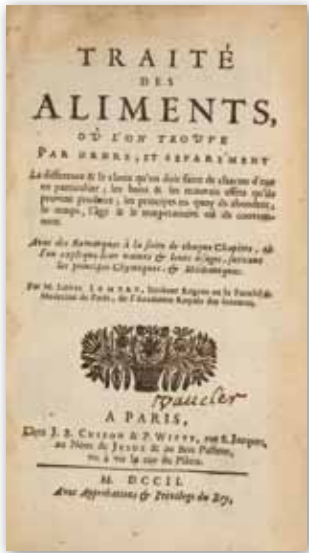 TRAITÉ
DES
ALIMENTS,
OÙ L'ON TROUVE
PAR ORDRE, ET SEPARÉMENT
La difference & le choix qu'on doit faire de chacun d'eux
en particulier ; les bons & les mauvais effets qu'ils
peuvent produire ; les principes en quoy ils abondent ;
le temps, l'âge & le temperament où ils conviennent.
Avec des Remarques à la suite de chaque Chapitre, où
l'on explique leur nature & leurs usages, suivant
les principes Chymiques, & Méchaniques.
Par M. LOUIS LEMERY, Docteur Regent en la Faculté de
Medecine de Paris, de l'Academie Royale des Sciences.
Vaucler
A PARIS,
Chez J. B. CUSSON & P. WITTE, rue S. Jacques,
au Nom de JESUS & au Bon Pasteur,
vis à vis la rue du Plâtre.
M. DCCII.
Avec Approbations & Privilege du Roy.